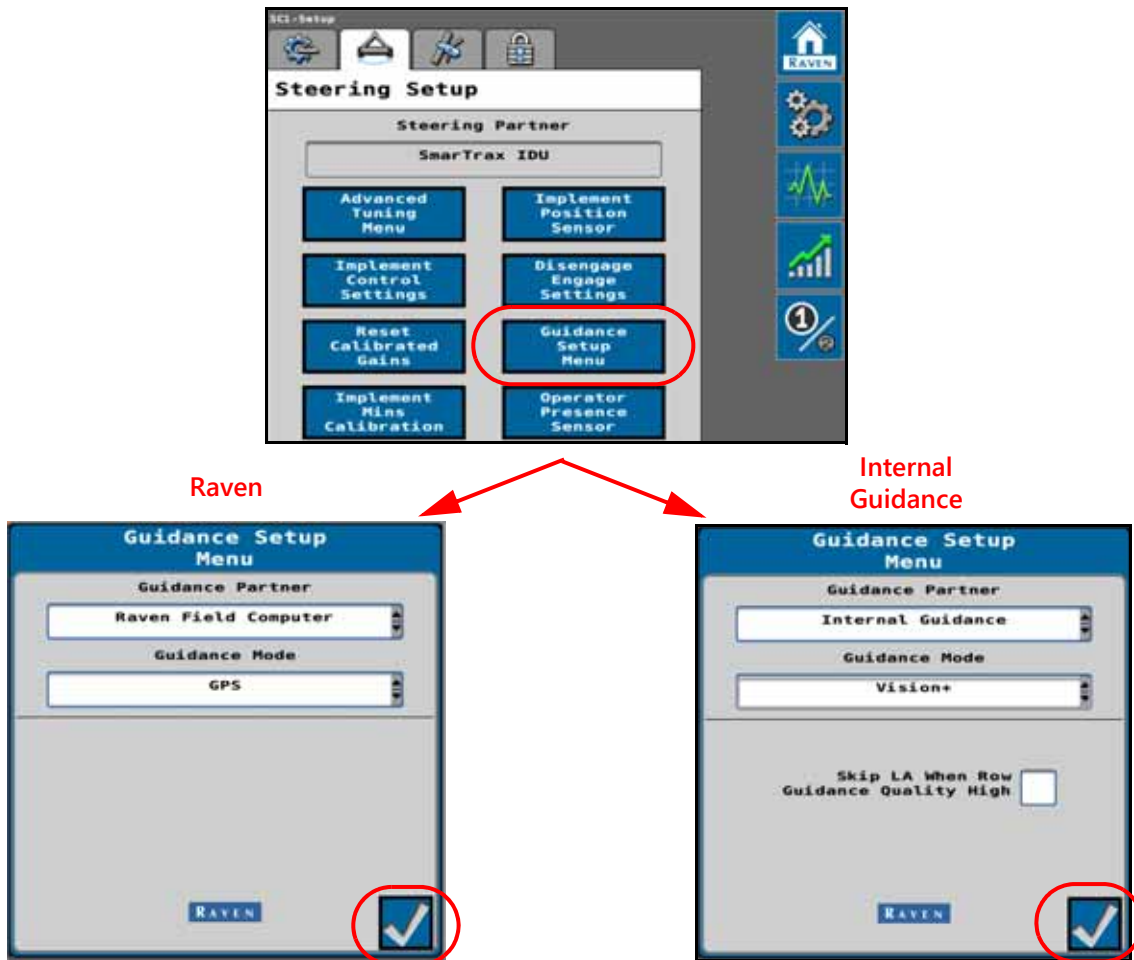 SCI-Setup
RAVEN
Steering Setup
Steering Partner
SmarTrax IDU
Advanced
Tuning
Menu
Implement
Position
Sensor
Implement
Control
Settings
Disengage
Engage
Settings
Reset
Calibrated
Gains
Guidance
Setup
Menu
1
2
Implement
Mins
Calibration
Operator
Presence
Sensor
Raven
Internal
Guidance
Guidance Setup
Menu
Guidance Partner
Raven Field Computer
Guidance Mode
GPS
RAVEN
Guidance Setup
Menu
Guidance Partner
Internal Guidance
Guidance Mode
Vision+
Skip LA When Row
Guidance Quality High
RAVEN